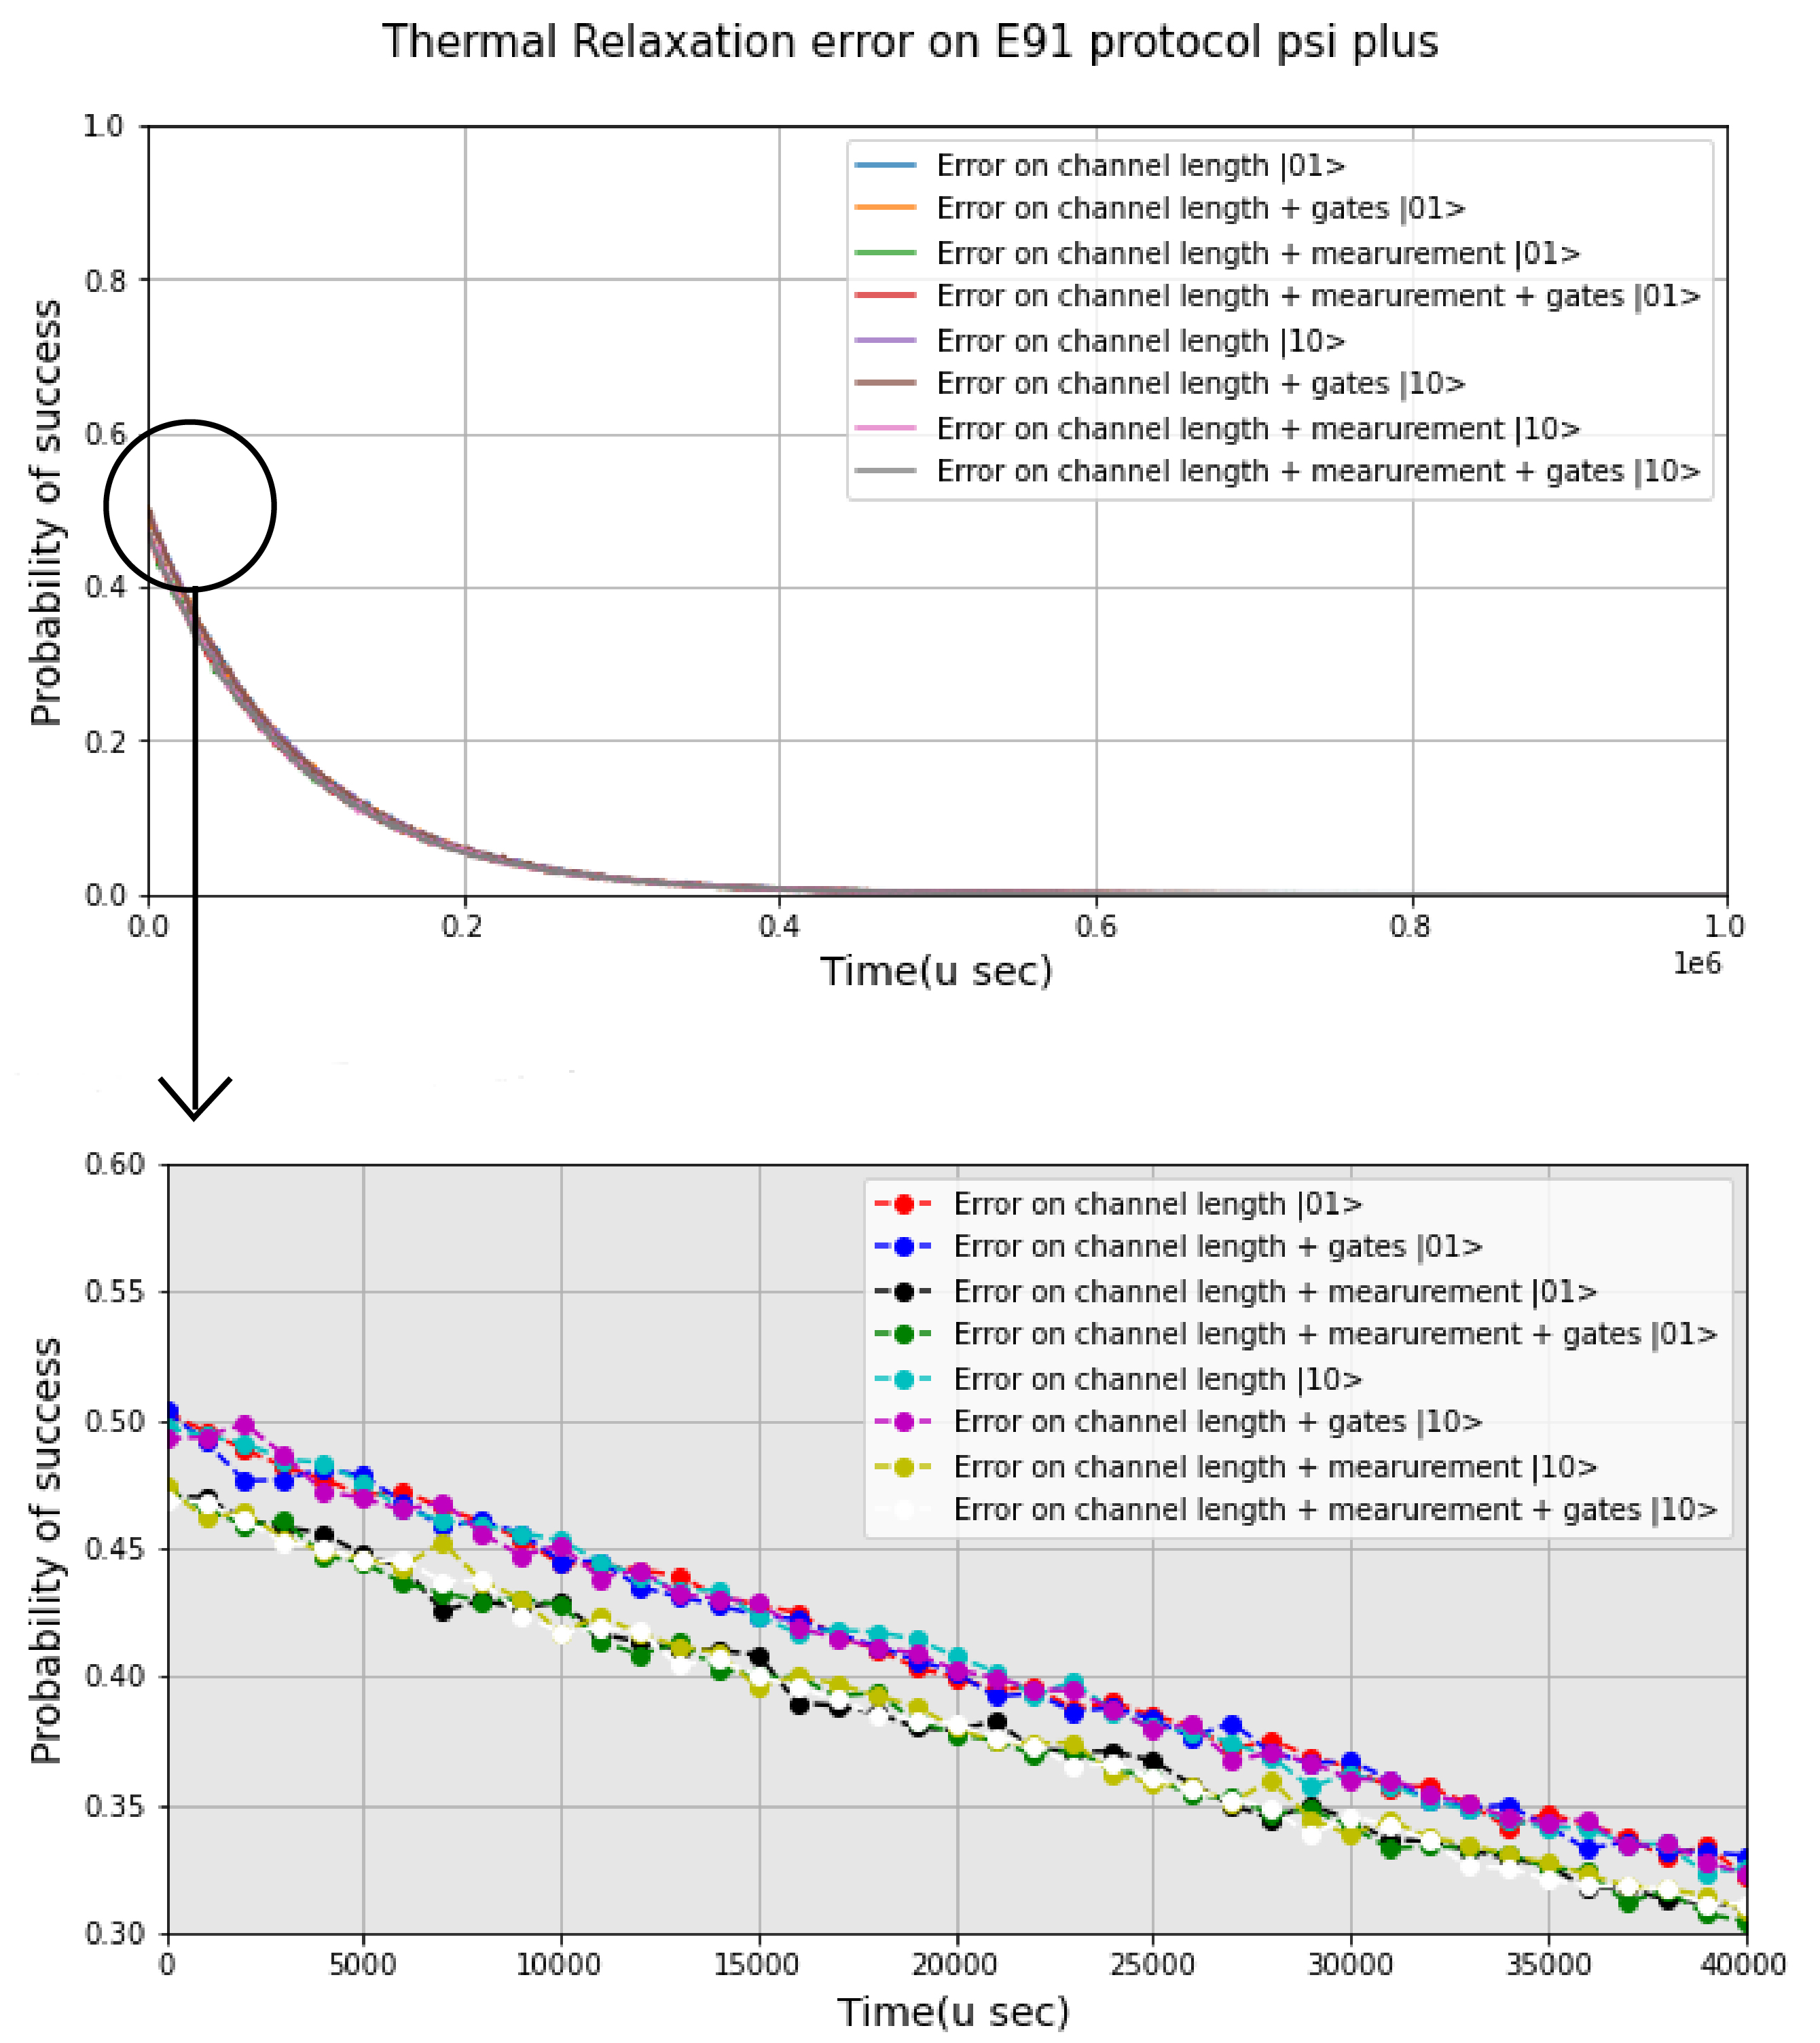 Thermal Relaxation error on E91 protocol psi plus
1.0
0.8
0.6
0.4
0.2
0.0
Probability of success
Error on channel length |01>
Error on channel length + gates |01>
Error on channel length + mearurement |01>
Error on channel length + mearurement + gates |01>
Error on channel length |10>
Error on channel length + gates |10>
Error on channel length + mearurement |10>
Error on channel length + mearurement + gates |10>
0.0 0.2 0.4 0.6 0.8 1.0
1e6
Time(u sec)
0.60
0.55
0.50
0.45
0.40
0.35
0.30
Probability of success
Error on channel length |01>
Error on channel length + gates |01>
Error on channel length + mearurement |01>
Error on channel length + mearurement + gates |01>
Error on channel length |10>
Error on channel length + gates |10>
Error on channel length + mearurement |10>
Error on channel length + mearurement + gates |10>
0 5000 10000 15000 20000 25000 30000 35000 40000
Time(u sec)